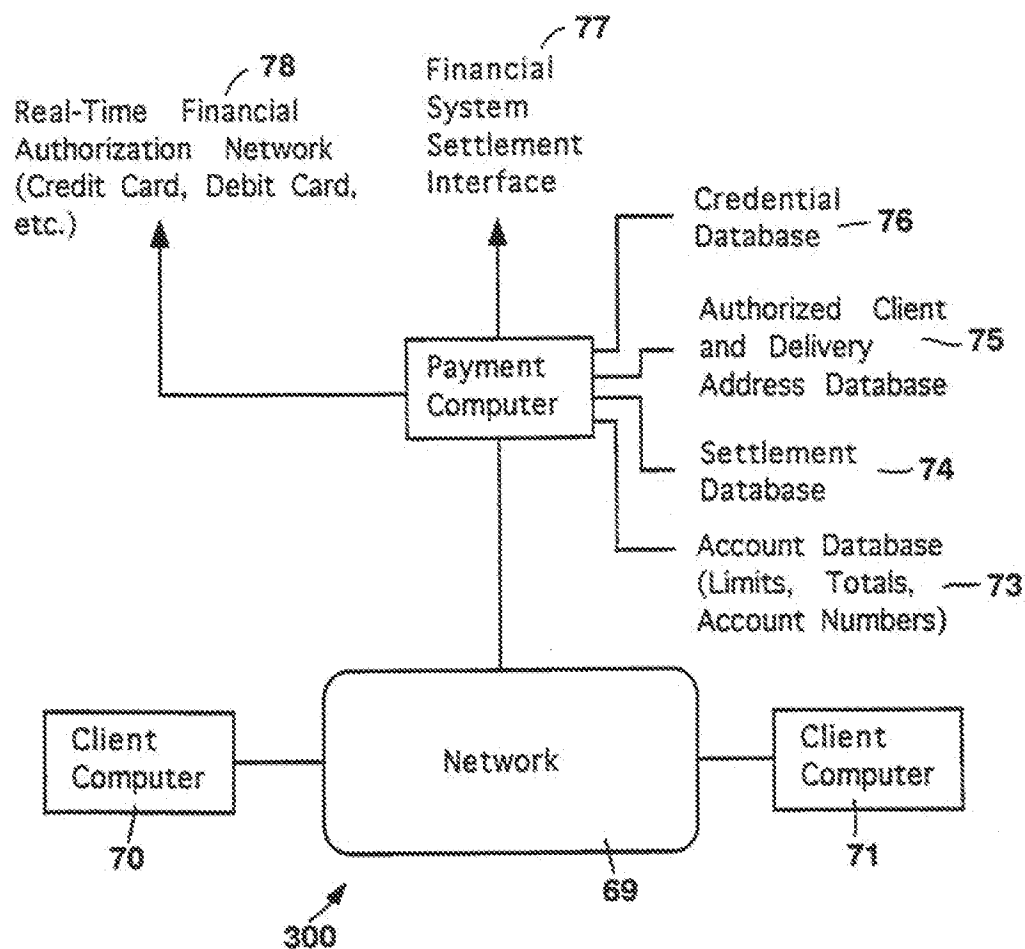 77
78
Financial
System
Settlement
Interface
Real-Time Financial
Authorization Network
(Credit Card, Debit Card,
etc.)
Credential
Database
76
Authorized Client
and Delivery
Address Database
75
Payment
Computer
Settlement
Database
74
Account Database
(Limits, Totals,
Account Numbers)
73
Client
Computer
Network
Client
Computer
70
71
69
300